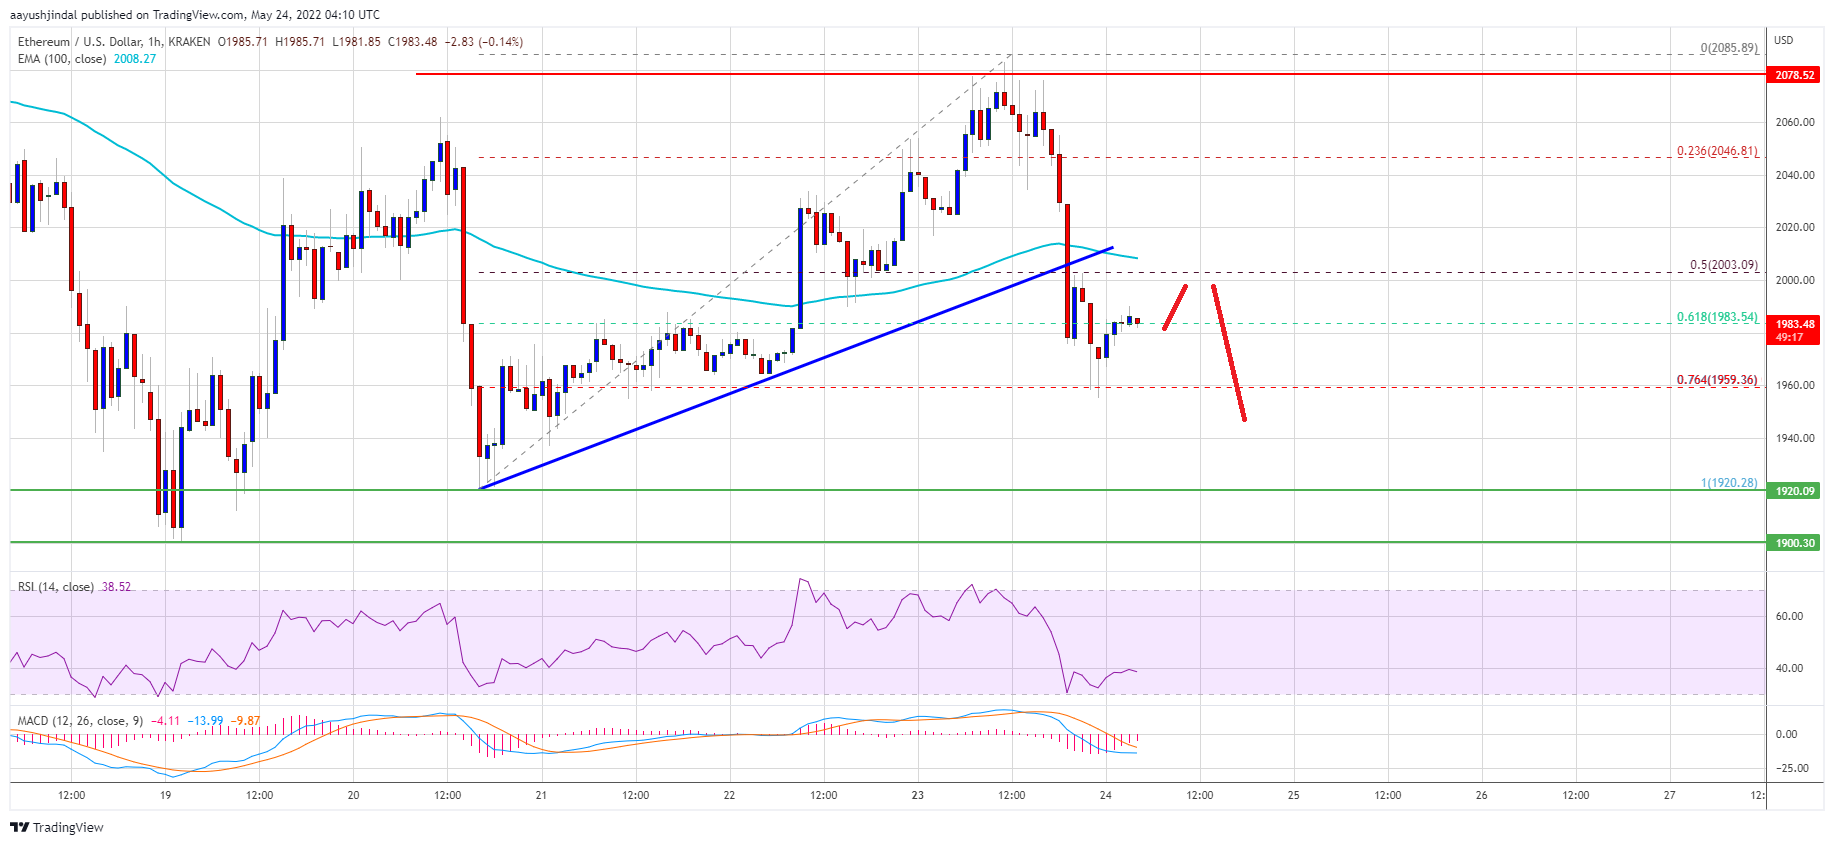 aayushjindal published on TradingView.com, May 24, 2022 04:10 UTC
Ethereum / U.S. Dollar, 1h, KRAKEN O1985.71 H1985.71 L1981.85 C1983.48 −2.83 (−0.14%)
EMA (100, close) 2008.27
USD
0(2085.89)
2078.52
2060.00
0.236(2046.81)
2040.00
2020.00
0.5(2003.09)
2000.00
0.618(1983.54)
1983.48
49:17
0.764(1959.36)
1960.00
1940.00
1(1920.28)
1920.09
1900.30
RSI (14, close) 38.52
60.00
40.00
MACD (12, 26, close, 9) −4.11 −13.99 −9.87
0.00
−25.00
12:00 19 12:00 20 12:00 21 12:00 22 12:00 23 12:00 24 12:00 25 12:00 26 12:00 27 12:
TradingView